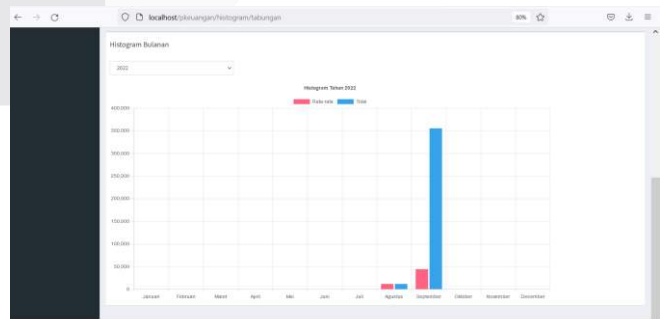 localhost/pkeuangan/histogram/tabungan
80%
Histogram Bulanan
2022
Histogram Tahun 2022
Rata-rata Total
400,000
350,000
300,000
250,000
200,000
150,000
100,000
50,000
0
Januari Februari Maret April Mei Juni Juli Agustus September Oktober November Desember